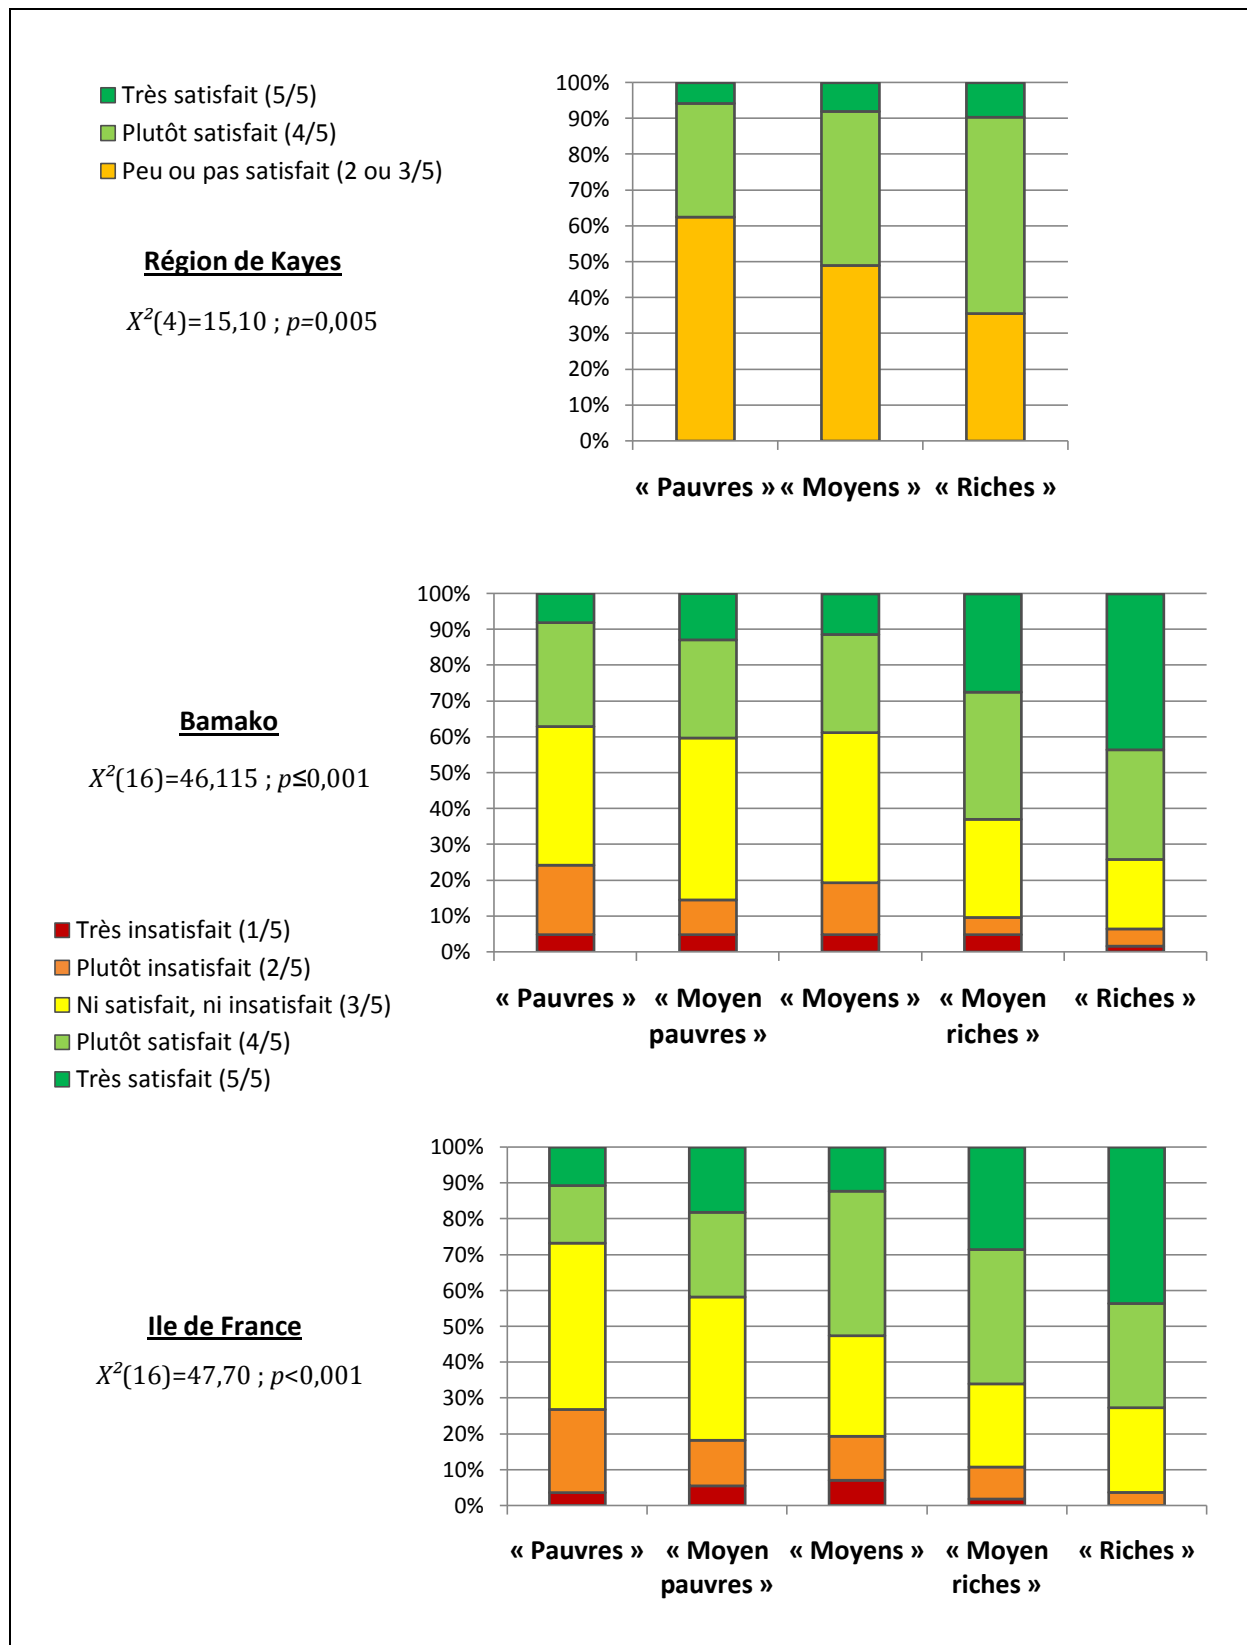 Très satisfait (5/5)
Plutôt satisfait (4/5)
Peu ou pas satisfait (2 ou 3/5)
Région de Kayes
X²(4)=15,10 ; p=0,005
100%
90%
80%
70%
60%
50%
40%
30%
20%
10%
0%
« Pauvres » « Moyens » « Riches »
Bamako
X²(16)=46,115 ; p≤0,001
100%
90%
80%
70%
60%
50%
40%
30%
20%
10%
0%
« Pauvres » « Moyen « Moyens » « Moyen « Riches »
pauvres » riches »
Très insatisfait (1/5)
Plutôt insatisfait (2/5)
Ni satisfait, ni insatisfait (3/5)
Plutôt satisfait (4/5)
Très satisfait (5/5)
Ile de France
X²(16)=47,70 ; p<0,001
100%
90%
80%
70%
60%
50%
40%
30%
20%
10%
0%
« Pauvres » « Moyen « Moyens » « Moyen « Riches »
pauvres » riches »